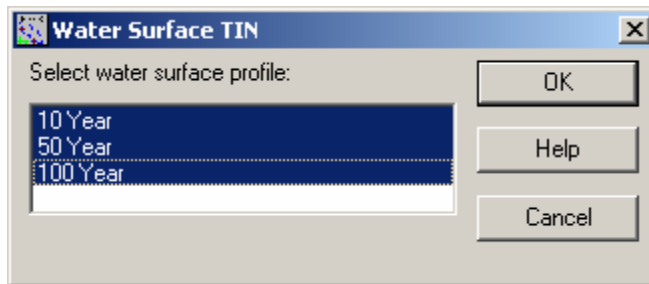 Water Surface TIN
Select water surface profile:
10 Year
50 Year
100 Year
OK
Help
Cancel